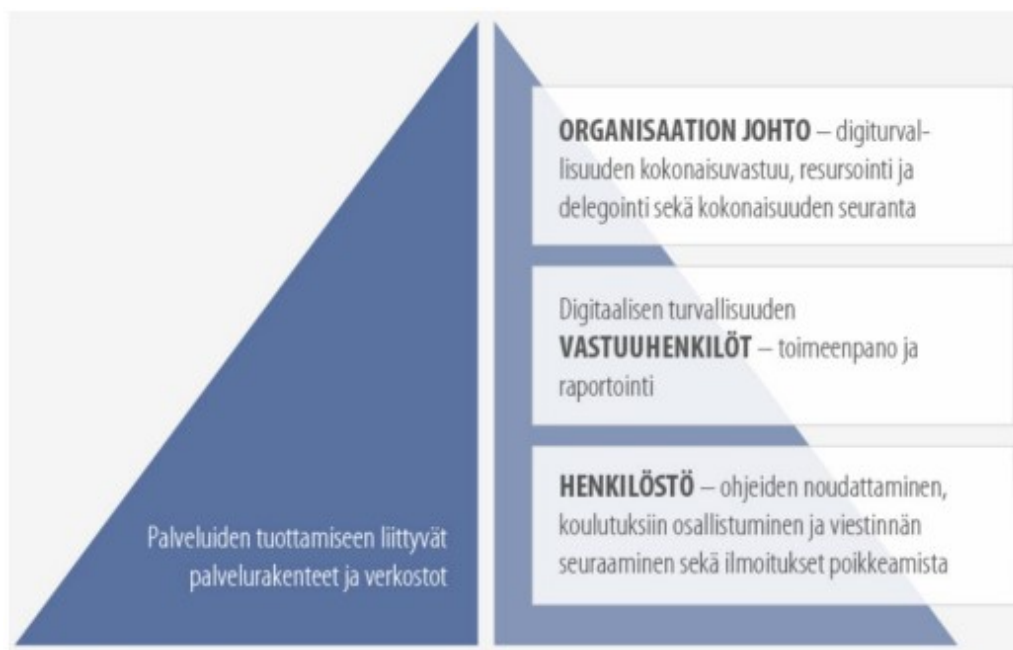 ORGANISAATION JOHTO – digiturval-
lisuuden kokonaisvastuu, resursointi ja
delegointi sekä kokonaisuuden seuranta
Digitaalisen turvallisuuden
VASTUUHENKILÖT – toimeenpano ja
raportointi
HENKILÖSTÖ – ohjeiden noudattaminen,
koulutuksiin osallistuminen ja viestinnän
seuraaminen sekä ilmoitukset poikkeamista
Palveluiden tuottamiseen liittyvät
palvelurakenteet ja verkostot